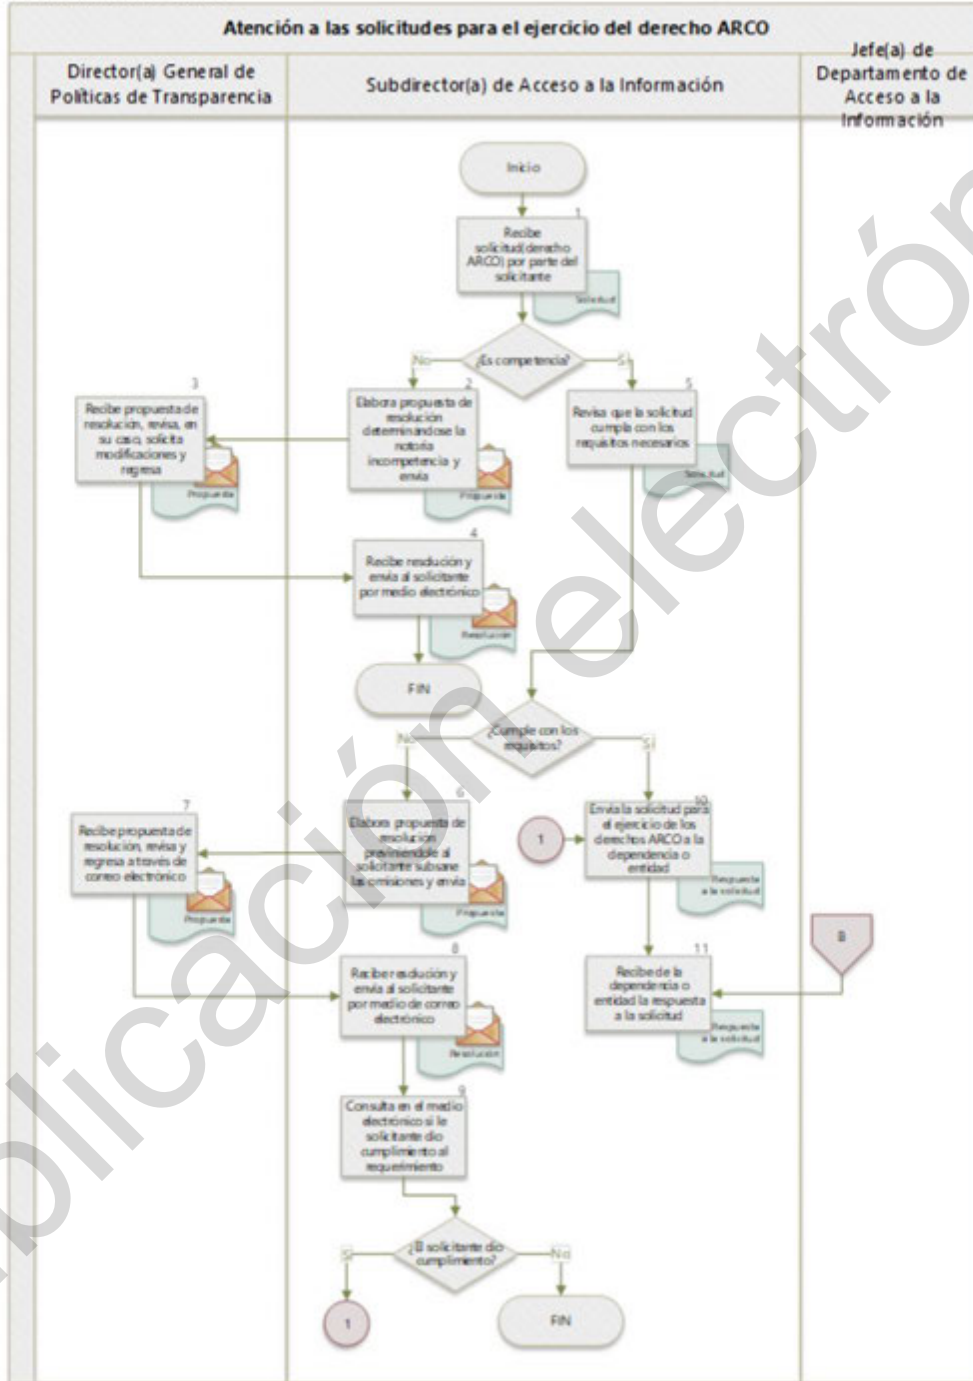 Atención a las solicitudes para el ejercicio del derecho ARCO
Director(a) General de
Políticas de Transparencia
Subdirector(a) de Acceso a la Información
Jefe(a) de
Departamento de
Acceso a la
Información
Inicio
1
Recibe
solicitud(derecho
ARCO) por parte del
solicitante
Solicitud
¿Es competencia?
No
Sí
3
Recibe propuesta de
resolución, revisa, en
su caso, solicita
modificaciones y
regresa
Propuesta
2
Elabora propuesta de
resolución
determinándose la
notoria
incompetencia y
envía
Propuesta
5
Revisa que la solicitud
cumpla con los
requisitos necesarios
Solicitud
4
Recibe resolución y
envía al solicitante
por medio electrónico
Resolución
FIN
¿Cumple con los
requisitos?
No
Sí
7
Recibe propuesta de
resolución, revisa y
regresa a través de
correo electrónico
Propuesta
6
Elabora propuesta de
resolución
previniéndole al
solicitante subsane
las omisiones y envía
Propuesta
1
10
Envía la solicitud para
el ejercicio de los
derechos ARCO a la
dependencia o
entidad
Respuesta
a la solicitud
B
8
Recibe resolución y
envía al solicitante
por medio de correo
electrónico
Resolución
11
Recibe de la
dependencia o
entidad la respuesta
a la solicitud
Respuesta
a la solicitud
9
Consulta en el medio
electrónico si le
solicitante dio
cumplimiento al
requerimiento
¿El solicitante dio
cumplimiento?
Sí
No
1
FIN
plicación electrón